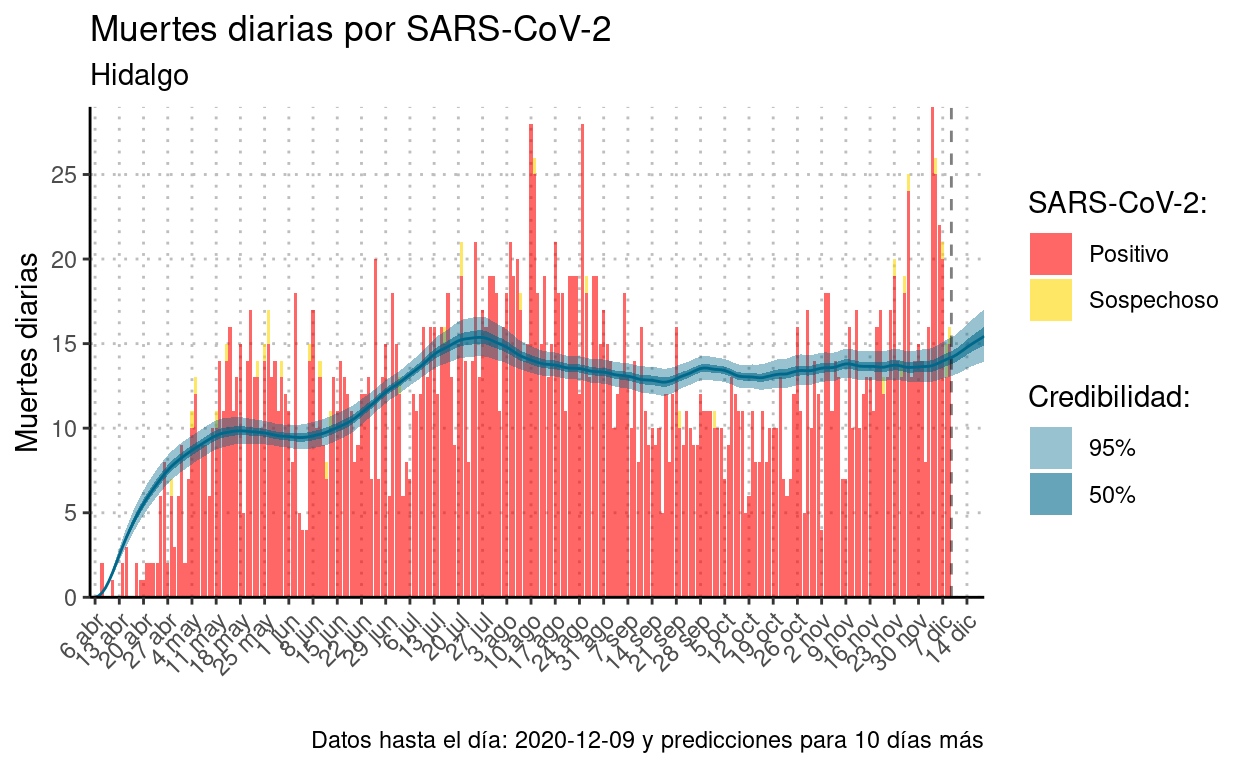 Muertes diarias por SARS-CoV-2
Hidalgo
Muertes diarias
25
20
15
10
5
0
6 abr
13 abr
20 abr
27 abr
4 may
11 may
18 may
25 may
1 jun
8 jun
15 jun
22 jun
29 jun
6 jul
13 jul
20 jul
27 jul
3 ago
10 ago
17 ago
24 ago
31 ago
7 sep
14 sep
21 sep
28 sep
5 oct
12 oct
19 oct
26 oct
2 nov
9 nov
16 nov
23 nov
30 nov
7 dic
14 dic
SARS-CoV-2:
Positivo
Sospechoso
Credibilidad:
95%
50%
Datos hasta el día: 2020-12-09 y predicciones para 10 días más